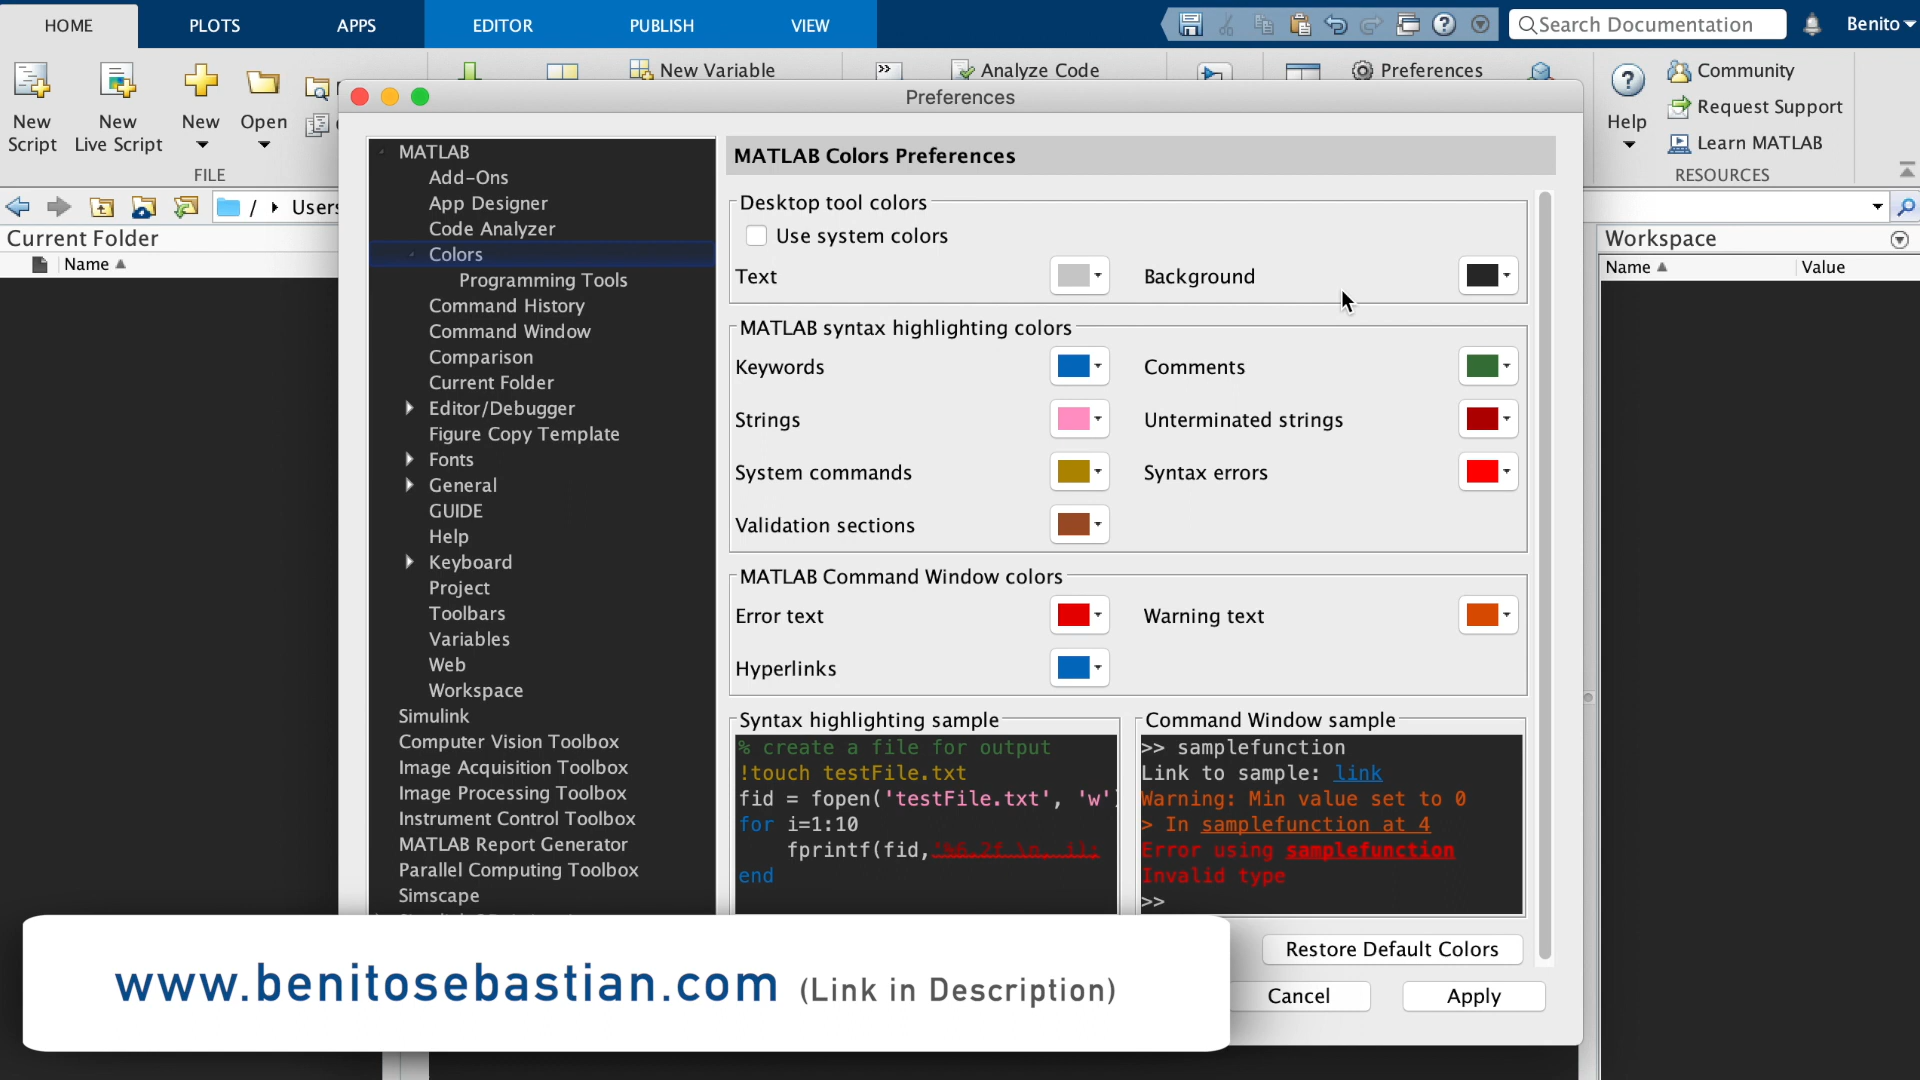 HOME PLOTS APPS EDITOR PUBLISH VIEW Search Documentation Benito
New Variable Analyze Code Preferences Community
New Script New Live Script New Open Help Request Support
Learn MATLAB
FILE RESOURCES
/ Users
Current Folder
Name
Workspace
Name Value
Preferences
MATLAB
Add-Ons
App Designer
Code Analyzer
Colors
Programming Tools
Command History
Command Window
Comparison
Current Folder
Editor/Debugger
Figure Copy Template
Fonts
General
GUIDE
Help
Keyboard
Project
Toolbars
Variables
Web
Workspace
Simulink
Computer Vision Toolbox
Image Acquisition Toolbox
Image Processing Toolbox
Instrument Control Toolbox
MATLAB Report Generator
Parallel Computing Toolbox
Simscape
MATLAB Colors Preferences
Desktop tool colors
Use system colors
Text Background
MATLAB syntax highlighting colors
Keywords Comments
Strings Unterminated strings
System commands Syntax errors
Validation sections
MATLAB Command Window colors
Error text Warning text
Hyperlinks
Syntax highlighting sample
% create a file for output
!touch testFile.txt
fid = fopen('testFile.txt', 'w')
for i=1:10
fprintf(fid,'%6.2f \n, i);
end
Command Window sample
>> samplefunction
Link to sample: link
Warning: Min value set to 0
> In samplefunction at 4
Error using samplefunction
Invalid type
>>
Restore Default Colors
Cancel Apply
www.benitosebastian.com (Link in Description)